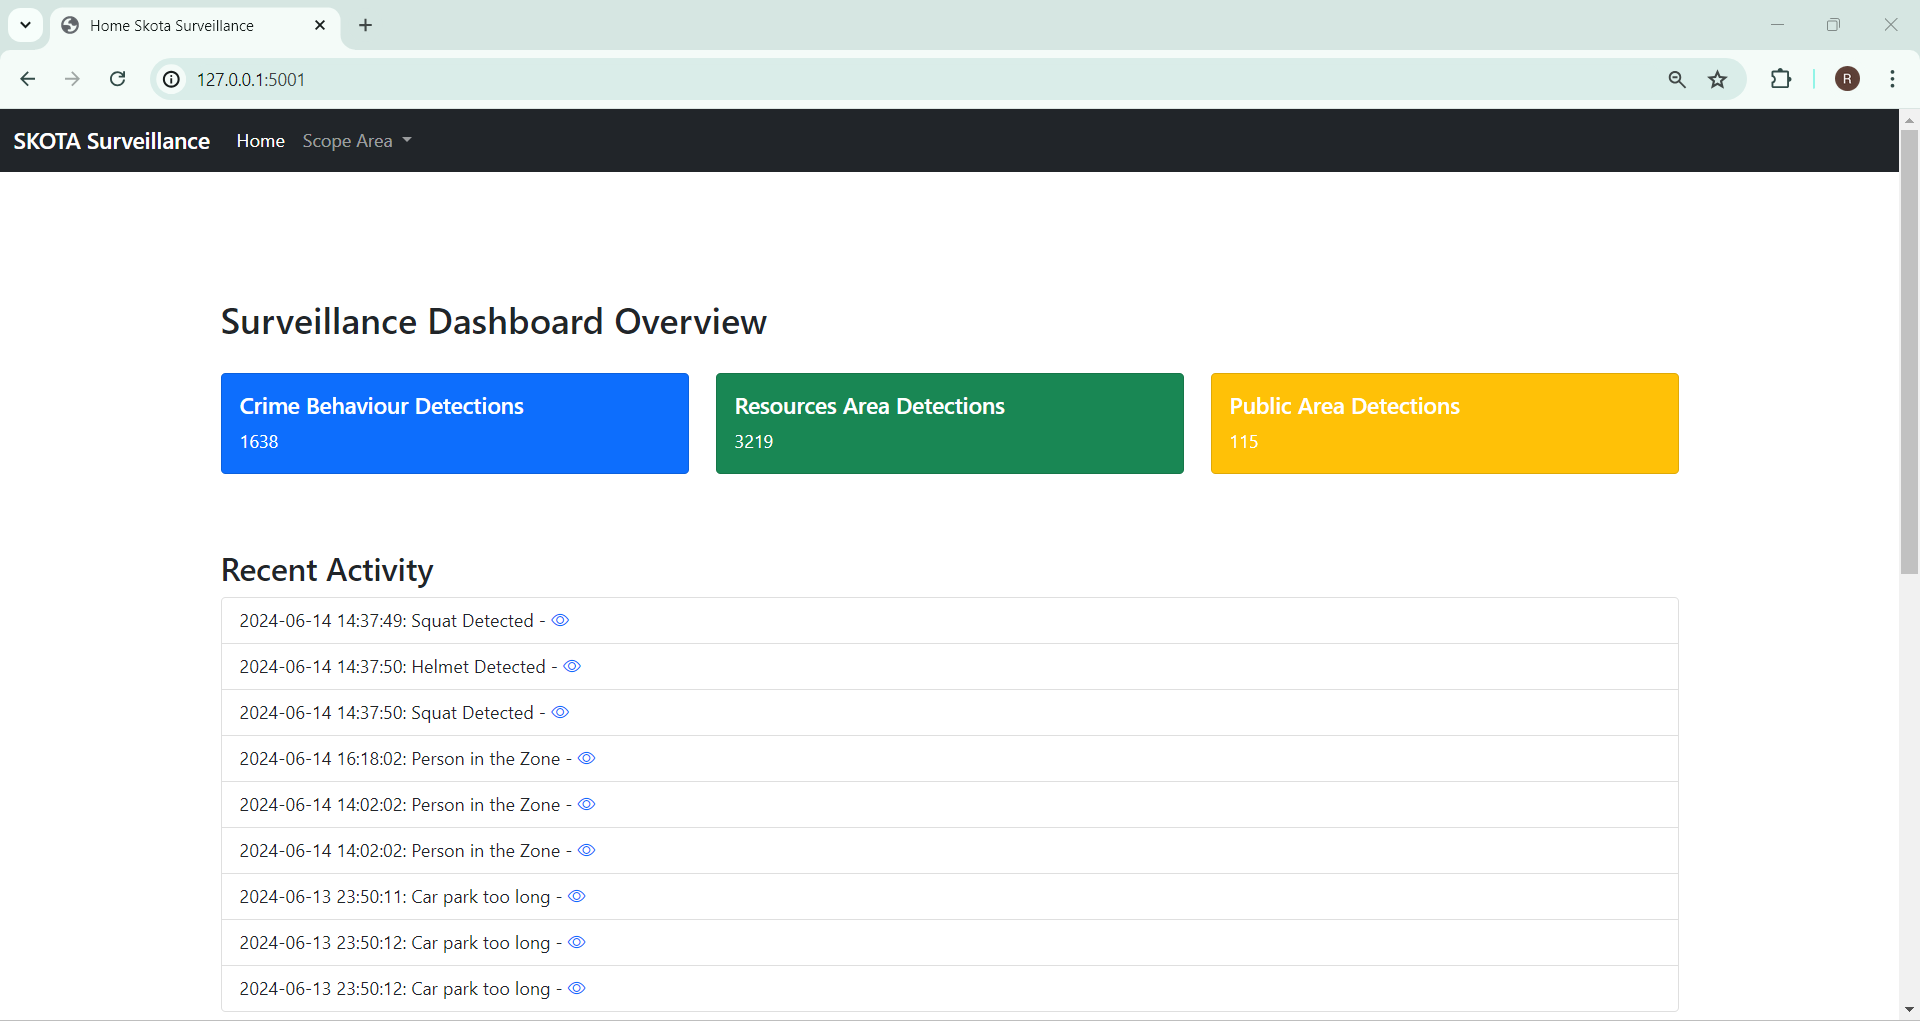 Home Skota Surveillance
127.0.0.1:5001
R
SKOTA Surveillance Home Scope Area
Surveillance Dashboard Overview
Crime Behaviour Detections
1638
Resources Area Detections
3219
Public Area Detections
115
Recent Activity
2024-06-14 14:37:49: Squat Detected -
2024-06-14 14:37:50: Helmet Detected -
2024-06-14 14:37:50: Squat Detected -
2024-06-14 16:18:02: Person in the Zone -
2024-06-14 14:02:02: Person in the Zone -
2024-06-14 14:02:02: Person in the Zone -
2024-06-13 23:50:11: Car park too long -
2024-06-13 23:50:12: Car park too long -
2024-06-13 23:50:12: Car park too long -